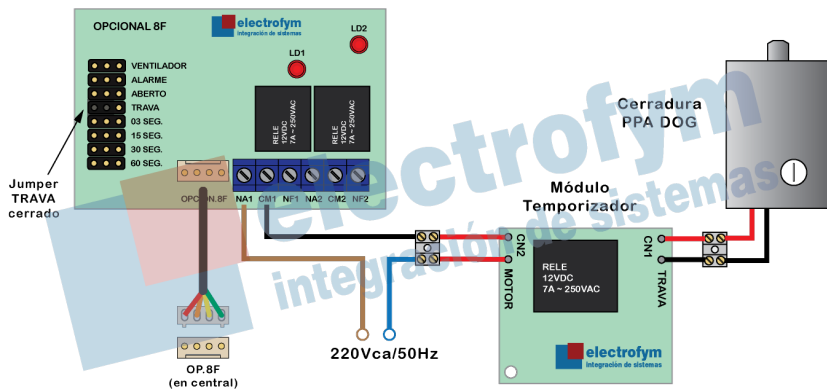 OPCIONAL 8F
electrofym
integración de sistemas
LD2
LD1
VENTILADOR
ALARME
ABERTO
TRAVA
03 SEG.
15 SEG.
30 SEG.
60 SEG.
RELE
12VDC
7A ~ 250VAC
RELE
12VDC
7A ~ 250VAC
Jumper
TRAVA
cerrado
OPCION.8F
NA1 CM1 NF1 NA2 CM2 NF2
Cerradura
PPA DOG
Módulo
Temporizador
CN2
MOTOR
RELE
12VDC
7A ~ 250VAC
CN1
TRAVA
220Vca/50Hz
OP.8F
(en central)
electrofym
integración de sistemas
electrofym
integración de sistemas